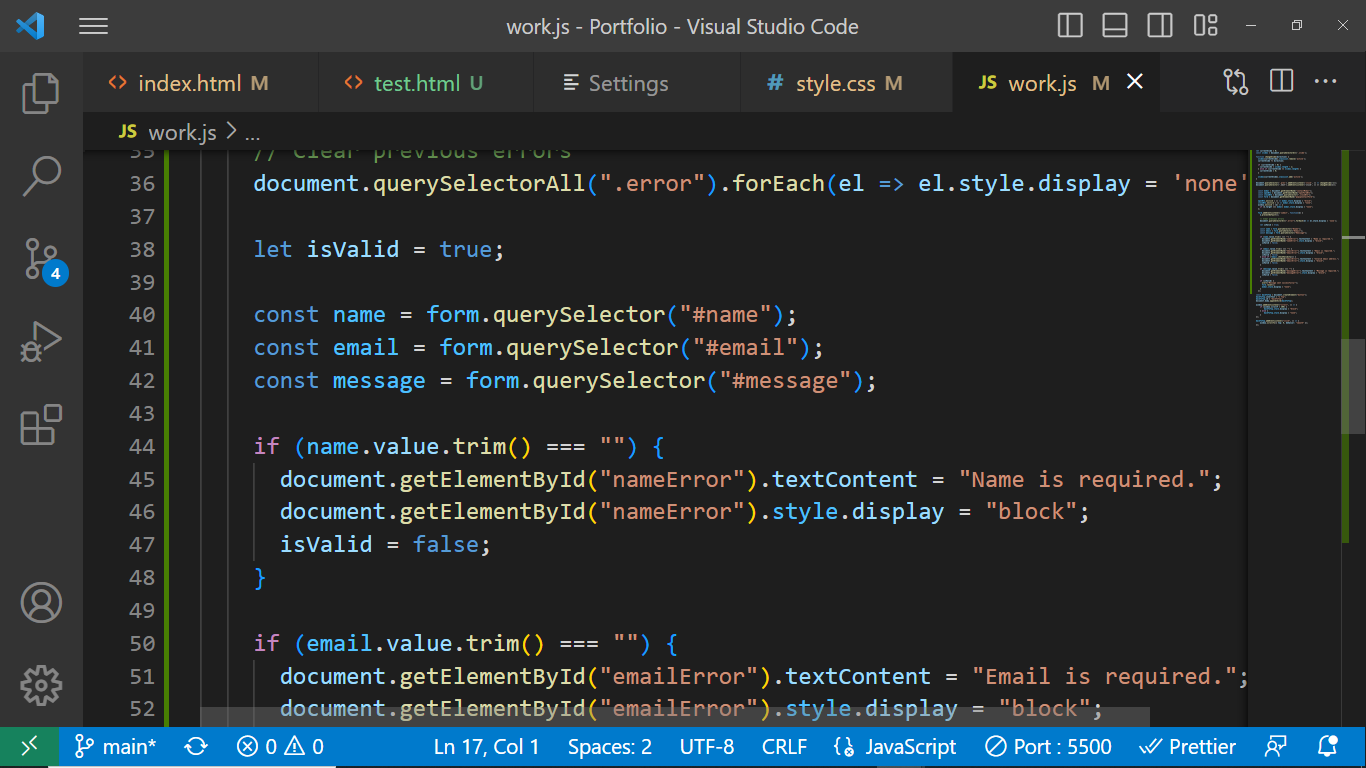 work.js - Portfolio - Visual Studio Code
index.html M
test.html U
Settings
# style.css M
JS work.js M
JS work.js > ...
35 // Clear previous errors
36 document.querySelectorAll(".error").forEach(el => el.style.display = 'none'
37
38 let isValid = true;
39
40 const name = form.querySelector("#name");
41 const email = form.querySelector("#email");
42 const message = form.querySelector("#message");
43
44 if (name.value.trim() === "") {
45 document.getElementById("nameError").textContent = "Name is required.";
46 document.getElementById("nameError").style.display = "block";
47 isValid = false;
48 }
49
50 if (email.value.trim() === "") {
51 document.getElementById("emailError").textContent = "Email is required.";
52 document.getElementById("emailError").style.display = "block";
4
main* 0 0 Ln 17, Col 1 Spaces: 2 UTF-8 CRLF JavaScript Port : 5500 Prettier